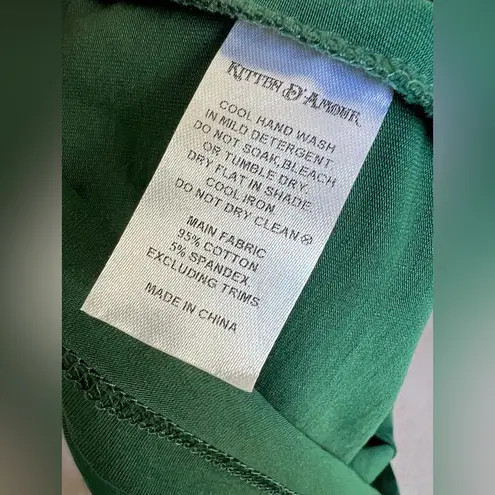 KITTEN D'AMOUR
COOL HAND WASH
IN MILD DETERGENT
DO NOT SOAK,BLEACH
OR TUMBLE DRY.
DRY FLAT IN SHADE.
COOL IRON.
DO NOT DRY CLEAN
MAIN FABRIC
95% COTTON
5% SPANDEX
EXCLUDING TRIMS
MADE IN CHINA